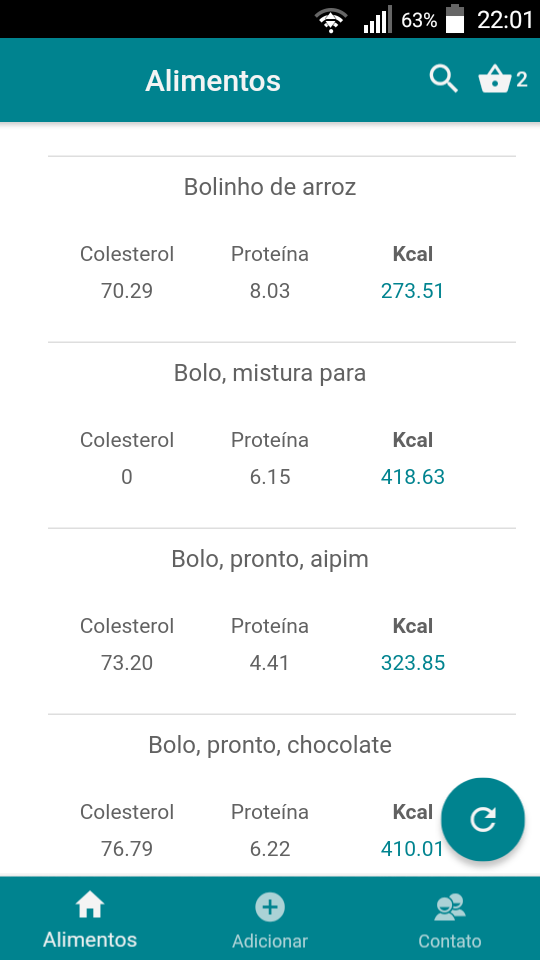 63% 22:01
Alimentos 2
Bolinho de arroz
Colesterol Proteína Kcal
70.29 8.03 273.51
Bolo, mistura para
Colesterol Proteína Kcal
0 6.15 418.63
Bolo, pronto, aipim
Colesterol Proteína Kcal
73.20 4.41 323.85
Bolo, pronto, chocolate
Colesterol Proteína Kcal
76.79 6.22 410.01
Alimentos Adicionar Contato